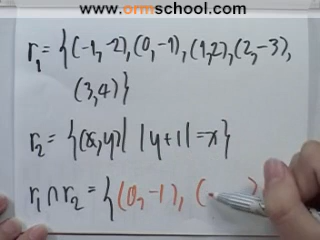 www.ormschool.com
r₁ = {(-1,-2),(0,-1),(1,2),(2,-3),
(3,4)}
r₂ = {(x,y)| |y+1|=x}
r₁ ∩ r₂ = {(0,-1), (